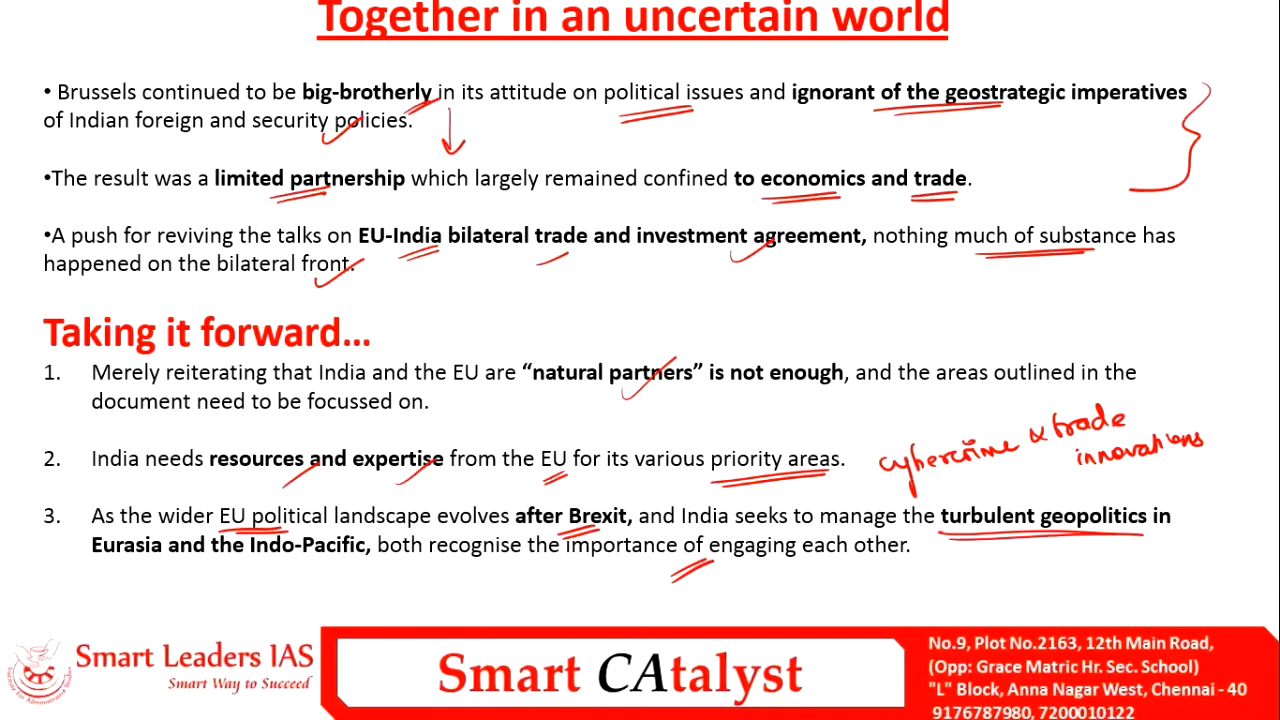 Together in an uncertain world
• Brussels continued to be big-brotherly in its attitude on political issues and ignorant of the geostrategic imperatives
of Indian foreign and security policies.
•The result was a limited partnership which largely remained confined to economics and trade.
•A push for reviving the talks on EU-India bilateral trade and investment agreement, nothing much of substance has
happened on the bilateral front.
Taking it forward...
1. Merely reiterating that India and the EU are “natural partners” is not enough, and the areas outlined in the
document need to be focussed on.
2. India needs resources and expertise from the EU for its various priority areas.
cybercrime & trade
innovations
3. As the wider EU political landscape evolves after Brexit, and India seeks to manage the turbulent geopolitics in
Eurasia and the Indo-Pacific, both recognise the importance of engaging each other.
Smart Leaders IAS
Smart Way to Succeed
Smart CAtalyst
No.9, Plot No.2163, 12th Main Road,
(Opp: Grace Matric Hr. Sec. School)
"L" Block, Anna Nagar West, Chennai - 40
9176787980, 7200010122